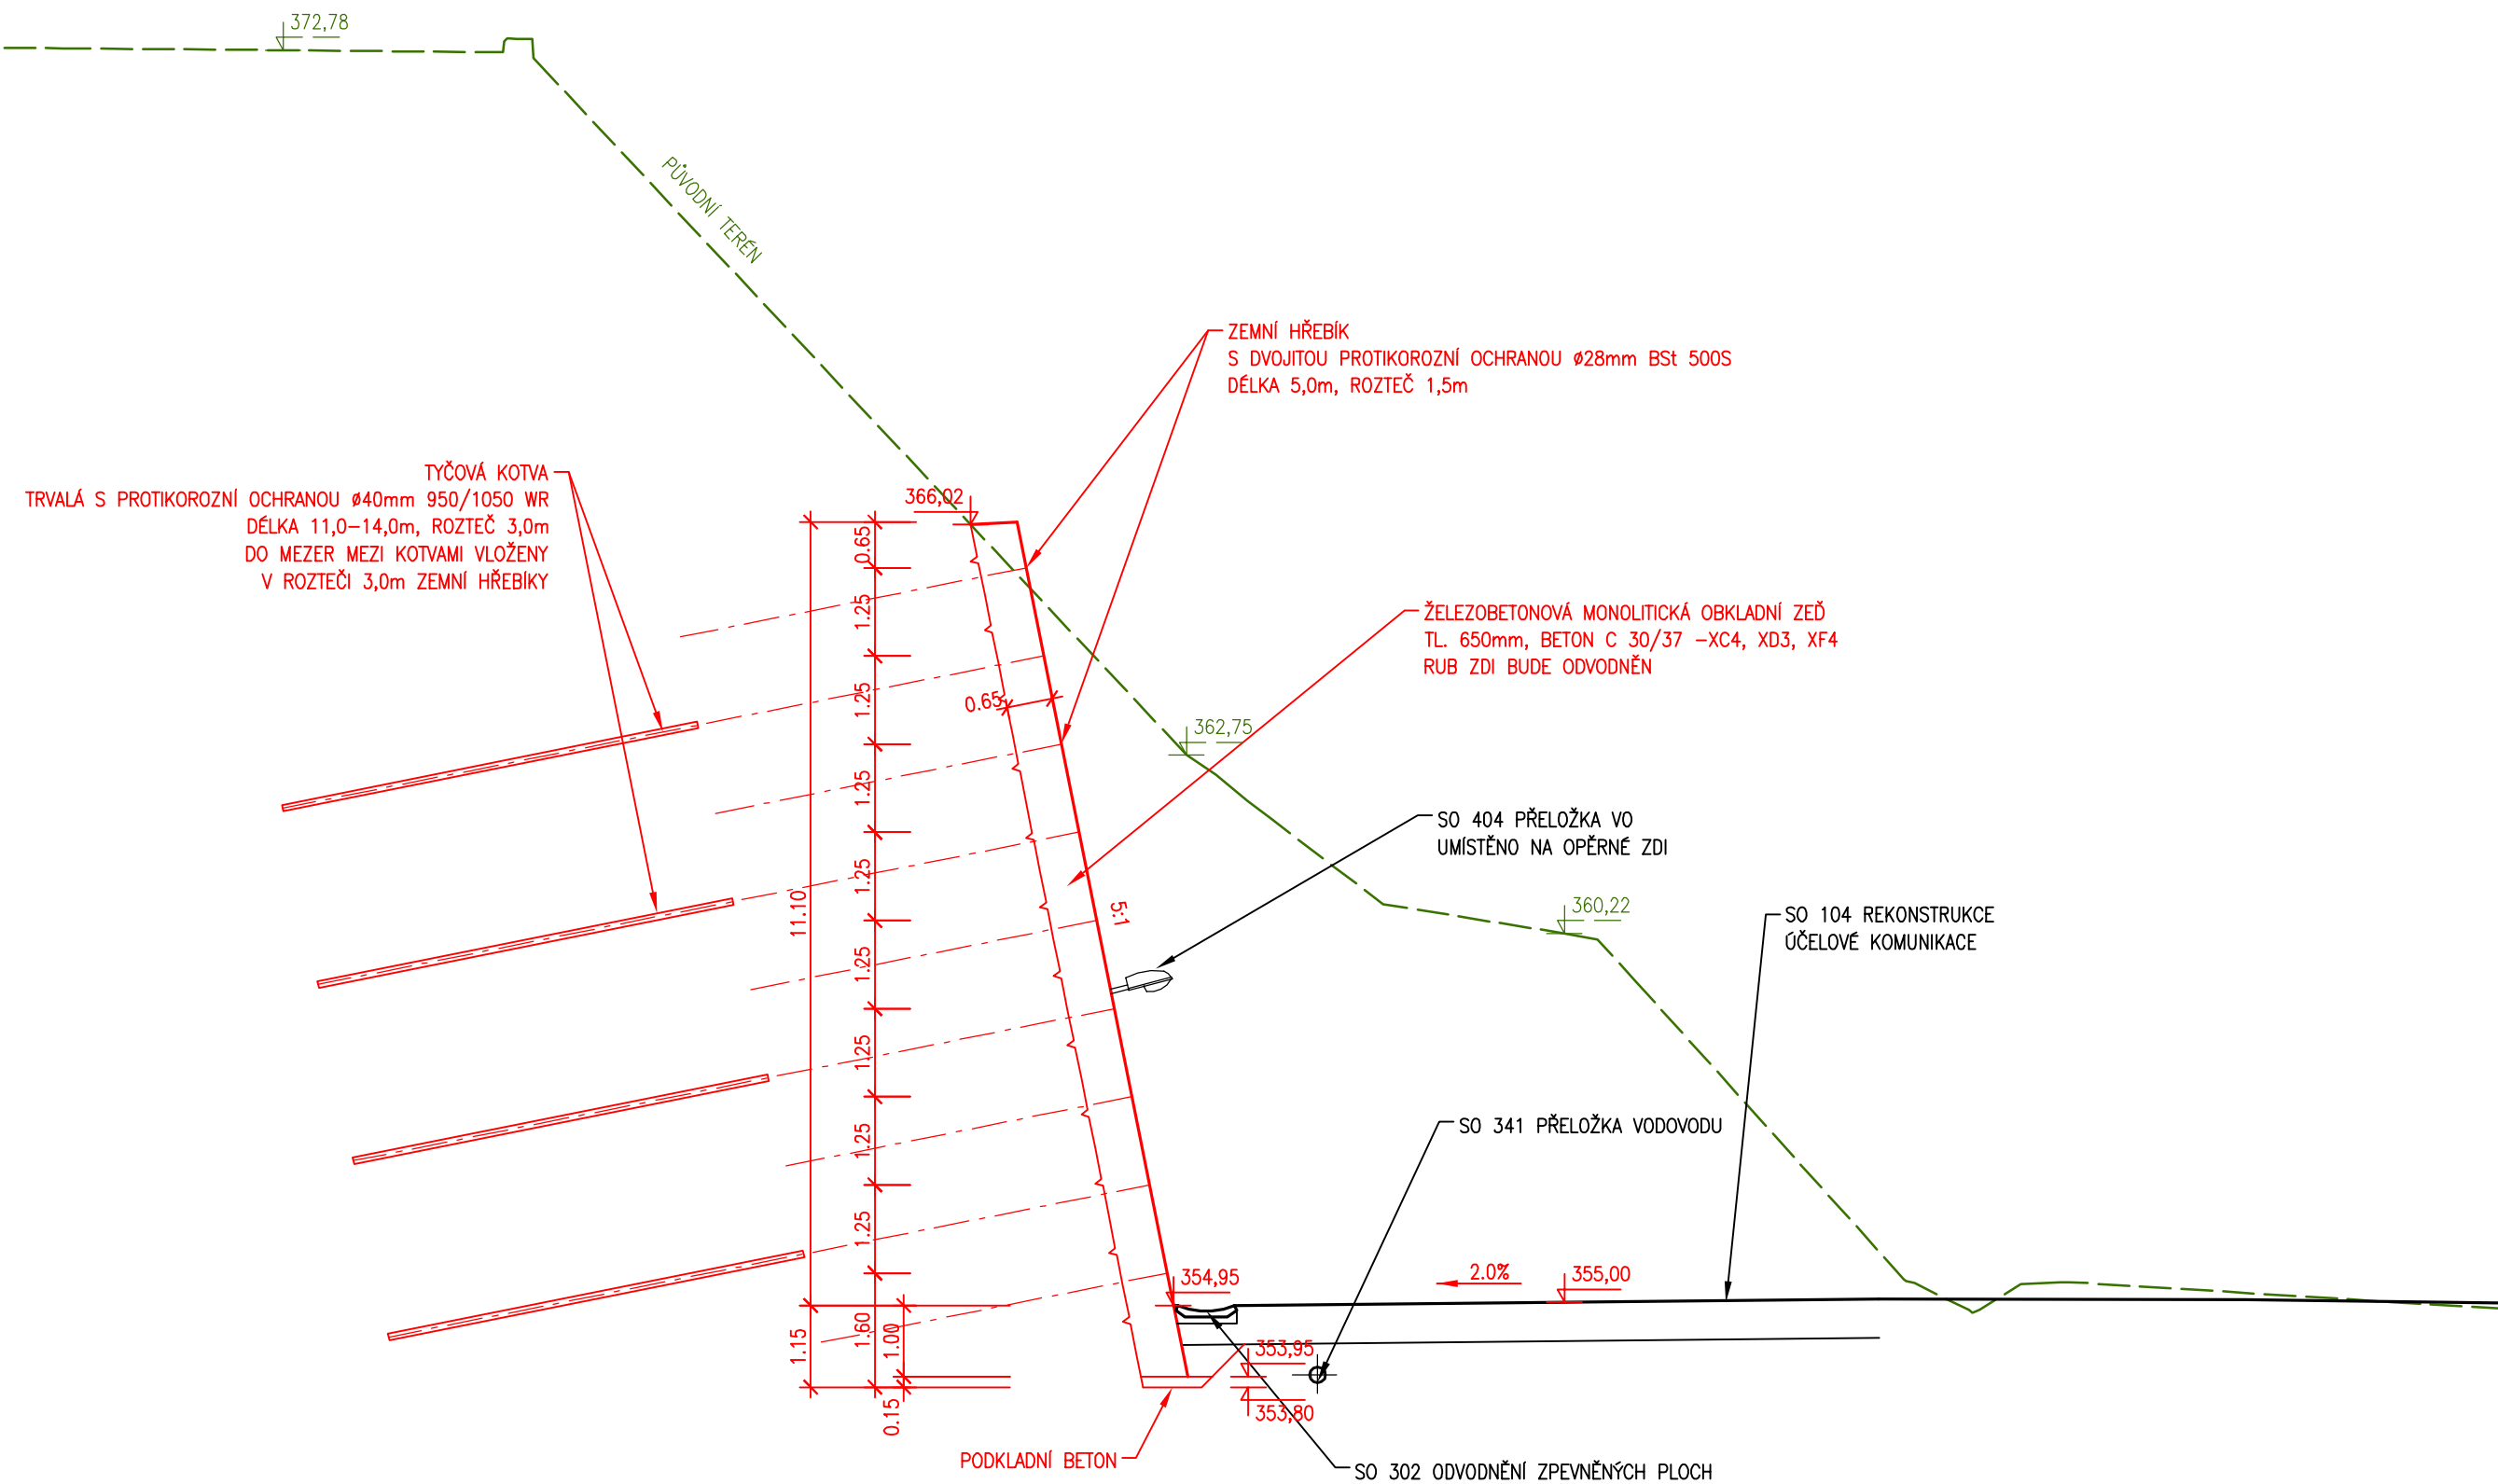 372,78
PŮVODNÍ TERÉN
ZEMNÍ HŘEBÍK
S DVOJITOU PROTIKOROZNÍ OCHRANOU ø28mm BSt 500S
DÉLKA 5,0m, ROZTEČ 1,5m
TYČOVÁ KOTVA
TRVALÁ S PROTIKOROZNÍ OCHRANOU ø40mm 950/1050 WR
DÉLKA 11,0-14,0m, ROZTEČ 3,0m
DO MEZER MEZI KOTVAMI VLOŽENY
V ROZTEČI 3,0m ZEMNÍ HŘEBÍKY
366,02
0.65
1.25
1.25
1.25
1.25
1.25
1.25
1.25
1.25
1.60
11.10
1.15
1.00
0.15
0.65
5:1
ŽELEZOBETONOVÁ MONOLITICKÁ OBKLADNÍ ZEĎ
TL. 650mm, BETON C 30/37 -XC4, XD3, XF4
RUB ZDI BUDE ODVODNĚN
362,75
SO 404 PŘELOŽKA VO
UMÍSTĚNO NA OPĚRNÉ ZDI
360,22
SO 104 REKONSTRUKCE
ÚČELOVÉ KOMUNIKACE
SO 341 PŘELOŽKA VODOVODU
354,95
2.0%
355,00
353,95
353,80
PODKLADNÍ BETON
SO 302 ODVODNĚNÍ ZPEVNĚNÝCH PLOCH